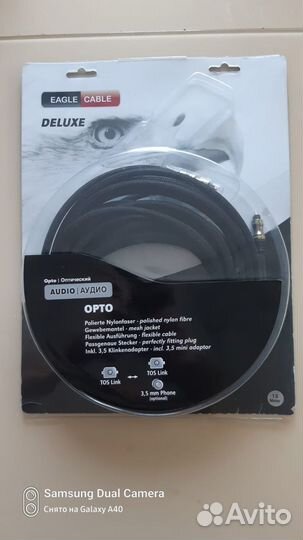 EAGLE CABLE
DELUXE
Opto | Оптический
AUDIO | АУДИО
OPTO
Polierte Nylonfaser - polished nylon fibre
Gewebemantel - mesh jacket
Flexible Ausführung - flexible cable
Passgenaue Stecker - perfectly fitting plug
Inkl. 3,5 Klinkenadapter - incl. 3,5 mini adaptor
TOS Link
TOS Link
3,5 mm Phone
(optional)
Samsung Dual Camera
Снято на Galaxy A40
Avito